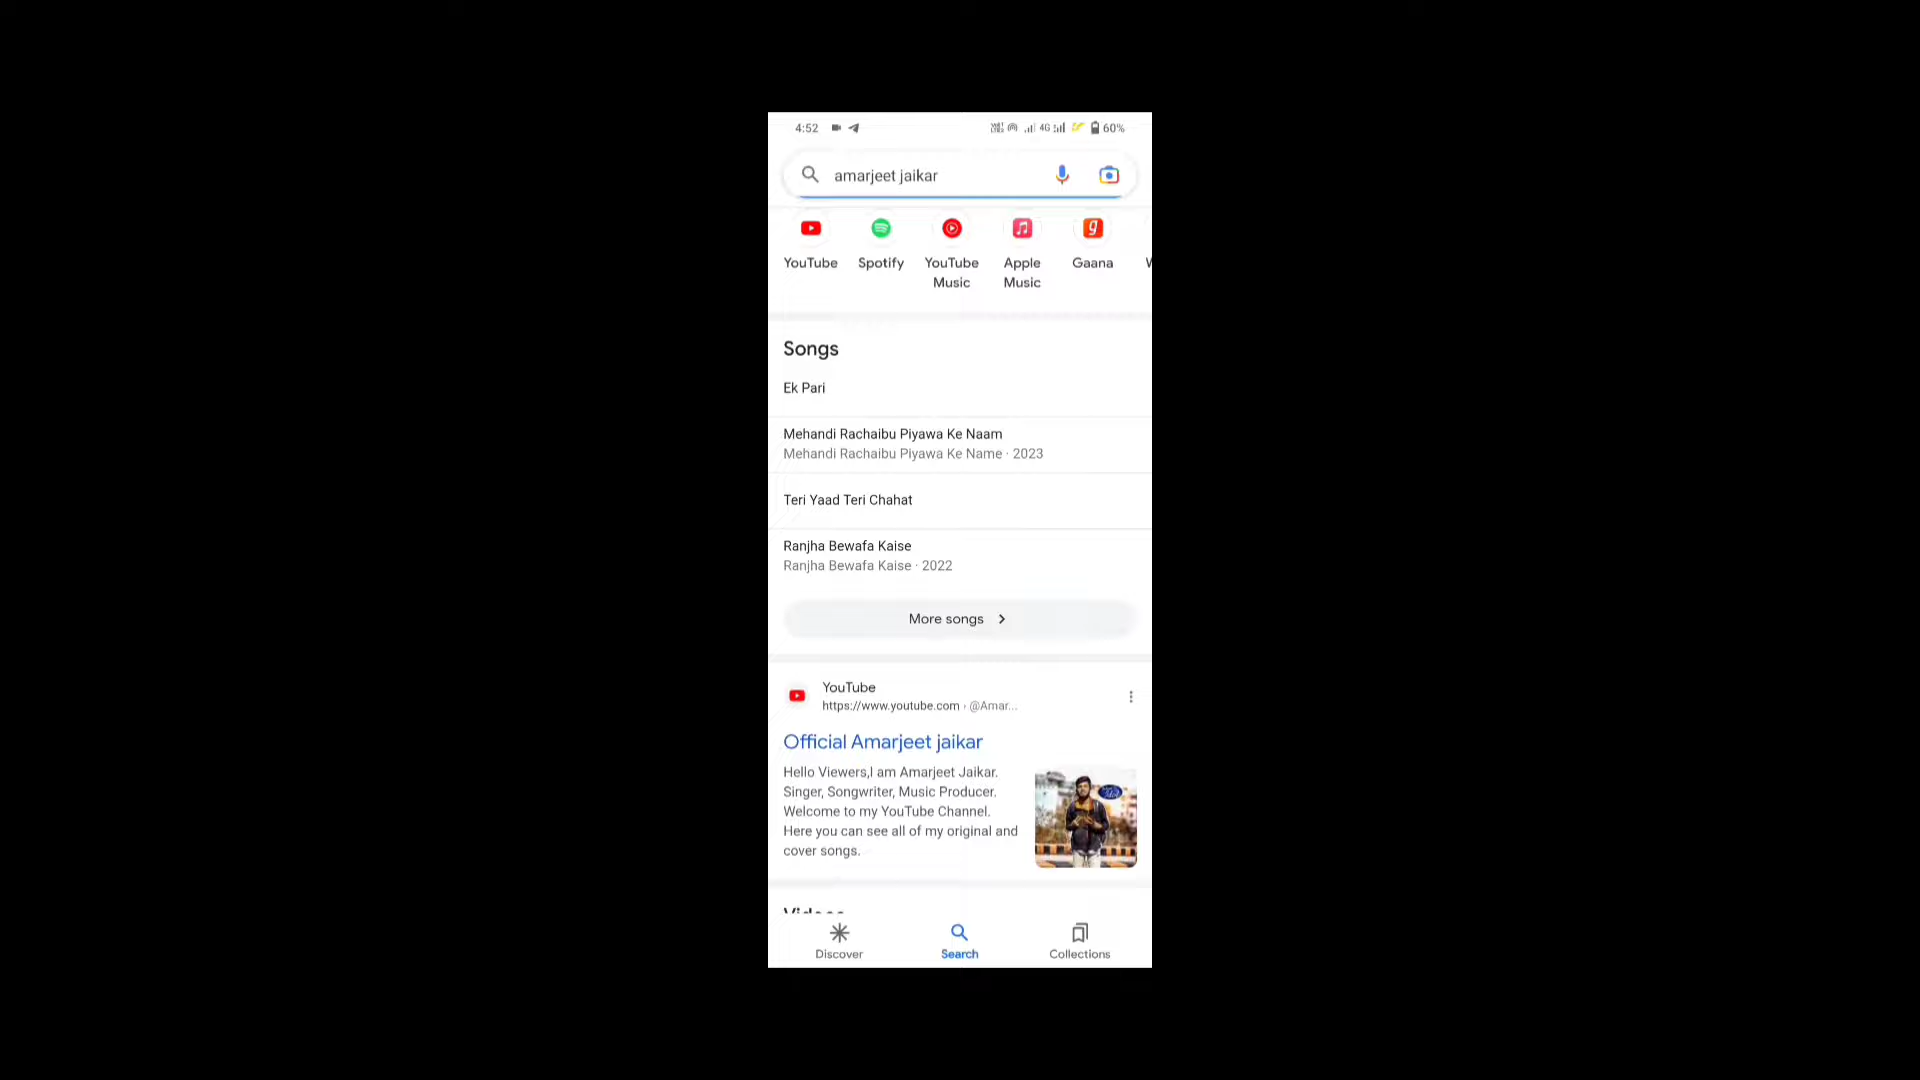 4:52 4G 60%
amarjeet jaikar
YouTube Spotify YouTube Music Apple Music Gaana
Songs
Ek Pari
Mehandi Rachaibu Piyawa Ke Naam
Mehandi Rachaibu Piyawa Ke Name · 2023
Teri Yaad Teri Chahat
Ranjha Bewafa Kaise
Ranjha Bewafa Kaise · 2022
More songs
YouTube
https://www.youtube.com › @Amar...
Official Amarjeet jaikar
Hello Viewers,I am Amarjeet Jaikar.
Singer, Songwriter, Music Producer.
Welcome to my YouTube Channel.
Here you can see all of my original and
cover songs.
Discover Search Collections